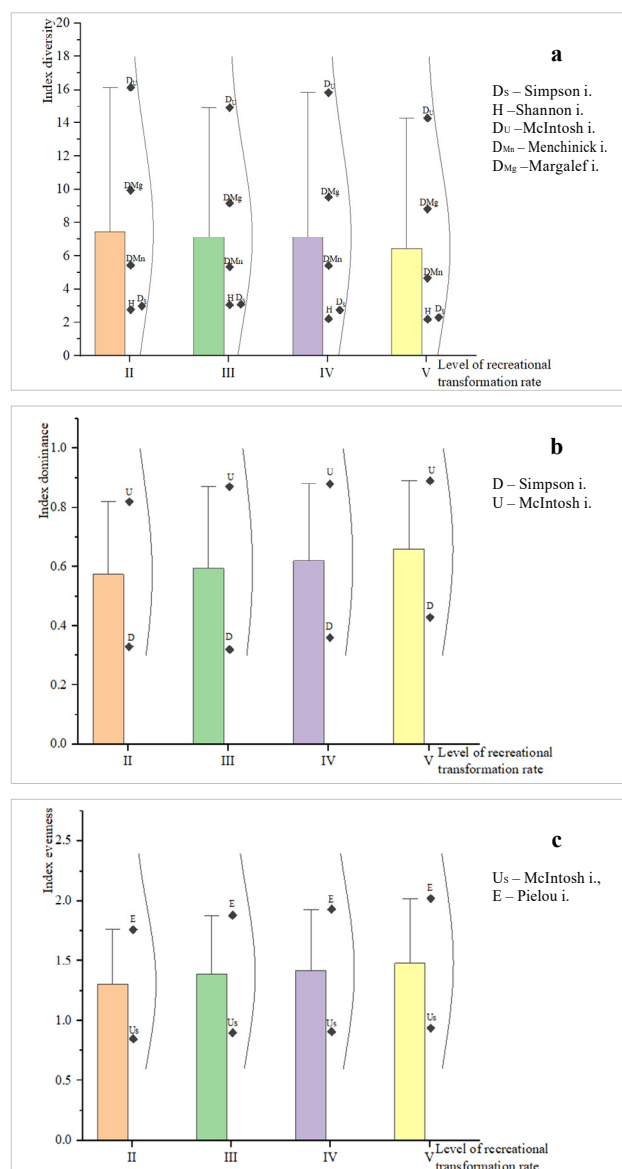 20
18
16
14
12
10
8
6
4
2
0
Index diversity
a
Ds – Simpson i.
H –Shannon i.
DU –McIntosh i.
DMn – Menchinick i.
DMg –Margalef i.
DU DU DU DU
DMg DMg DMg DMg
DMn DMn DMn DMn
H Ds H Ds H Ds H Ds
II III IV V
Level of recreational
transformation rate
1.0
0.8
0.6
0.4
0.2
0.0
Index dominance
b
D – Simpson i.
U – McIntosh i.
U U U U
D D D D
II III IV V
Level of recreational
transformation rate
2.5
2.0
1.5
1.0
0.5
0.0
Index evenness
c
Us – McIntosh i.,
E – Pielou i.
E E E E
Us Us Us Us
II III IV V
Level of recreational
transformation rate